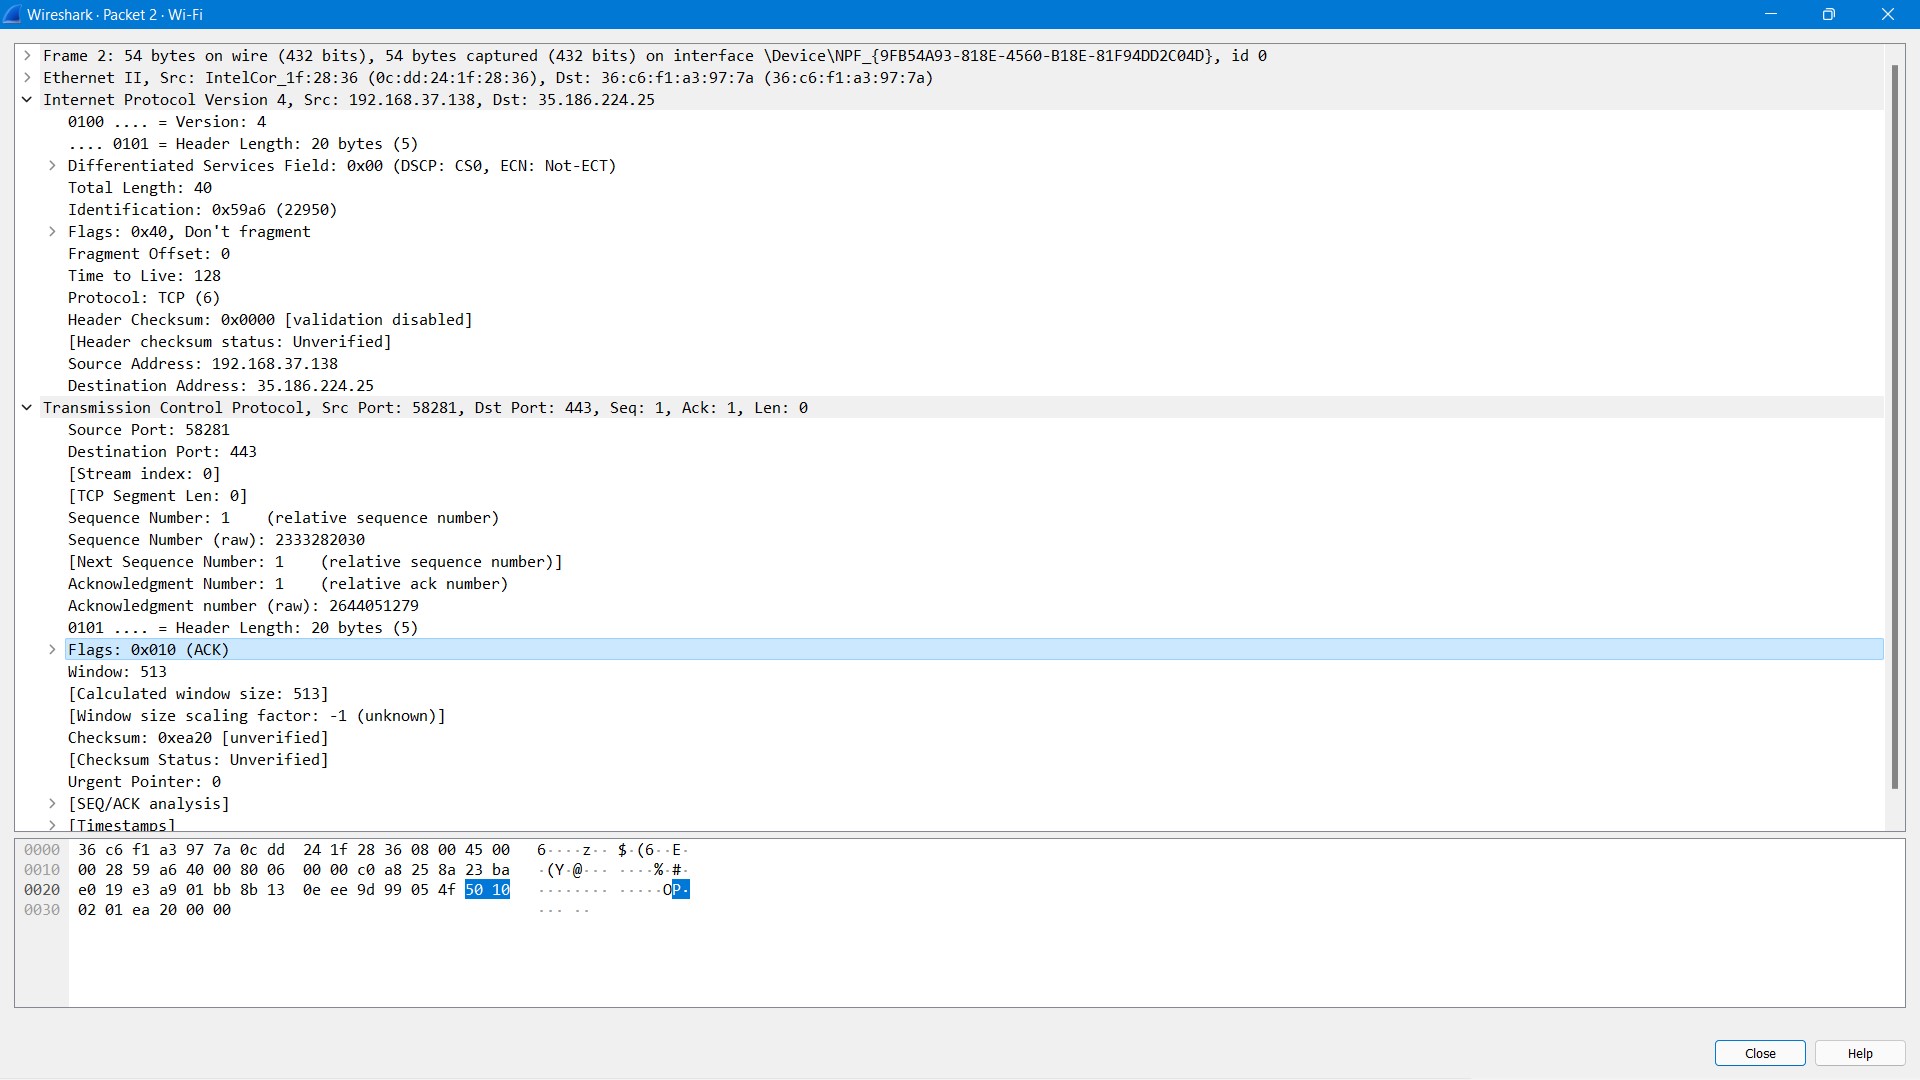 Wireshark · Packet 2 · Wi-Fi
Frame 2: 54 bytes on wire (432 bits), 54 bytes captured (432 bits) on interface \Device\NPF_{9FB54A93-818E-4560-B18E-81F94DD2C04D}, id 0
Ethernet II, Src: IntelCor_1f:28:36 (0c:dd:24:1f:28:36), Dst: 36:c6:f1:a3:97:7a (36:c6:f1:a3:97:7a)
Internet Protocol Version 4, Src: 192.168.37.138, Dst: 35.186.224.25
0100 .... = Version: 4
.... 0101 = Header Length: 20 bytes (5)
Differentiated Services Field: 0x00 (DSCP: CS0, ECN: Not-ECT)
Total Length: 40
Identification: 0x59a6 (22950)
Flags: 0x40, Don't fragment
Fragment Offset: 0
Time to Live: 128
Protocol: TCP (6)
Header Checksum: 0x0000 [validation disabled]
[Header checksum status: Unverified]
Source Address: 192.168.37.138
Destination Address: 35.186.224.25
Transmission Control Protocol, Src Port: 58281, Dst Port: 443, Seq: 1, Ack: 1, Len: 0
Source Port: 58281
Destination Port: 443
[Stream index: 0]
[TCP Segment Len: 0]
Sequence Number: 1    (relative sequence number)
Sequence Number (raw): 2333282030
[Next Sequence Number: 1    (relative sequence number)]
Acknowledgment Number: 1    (relative ack number)
Acknowledgment number (raw): 2644051279
0101 .... = Header Length: 20 bytes (5)
Flags: 0x010 (ACK)
Window: 513
[Calculated window size: 513]
[Window size scaling factor: -1 (unknown)]
Checksum: 0xea20 [unverified]
[Checksum Status: Unverified]
Urgent Pointer: 0
[SEQ/ACK analysis]
[Timestamps]
0000 36 c6 f1 a3 97 7a 0c dd 24 1f 28 36 08 00 45 00 6····z·· $·(6··E·
0010 00 28 59 a6 40 00 80 06 00 00 c0 a8 25 8a 23 ba ·(Y·@··· ····%·#·
0020 e0 19 e3 a9 01 bb 8b 13 0e ee 9d 99 05 4f 50 10 ········ ·····OP·
0030 02 01 ea 20 00 00 ··· ··
Close
Help